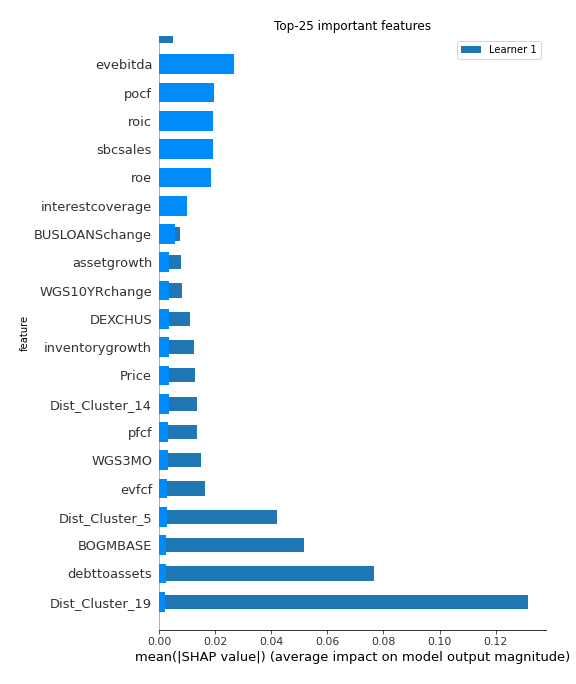 Top-25 important features
Learner 1
evebitda
pocf
roic
sbcsales
roe
interestcoverage
BUSLOANSchange
assetgrowth
WGS10YRchange
DEXCHUS
inventorygrowth
Price
Dist_Cluster_14
pfcf
WGS3MO
evfcf
Dist_Cluster_5
BOGMBASE
debttoassets
Dist_Cluster_19
feature
0.00 0.02 0.04 0.06 0.08 0.10 0.12
mean(|SHAP value|) (average impact on model output magnitude)